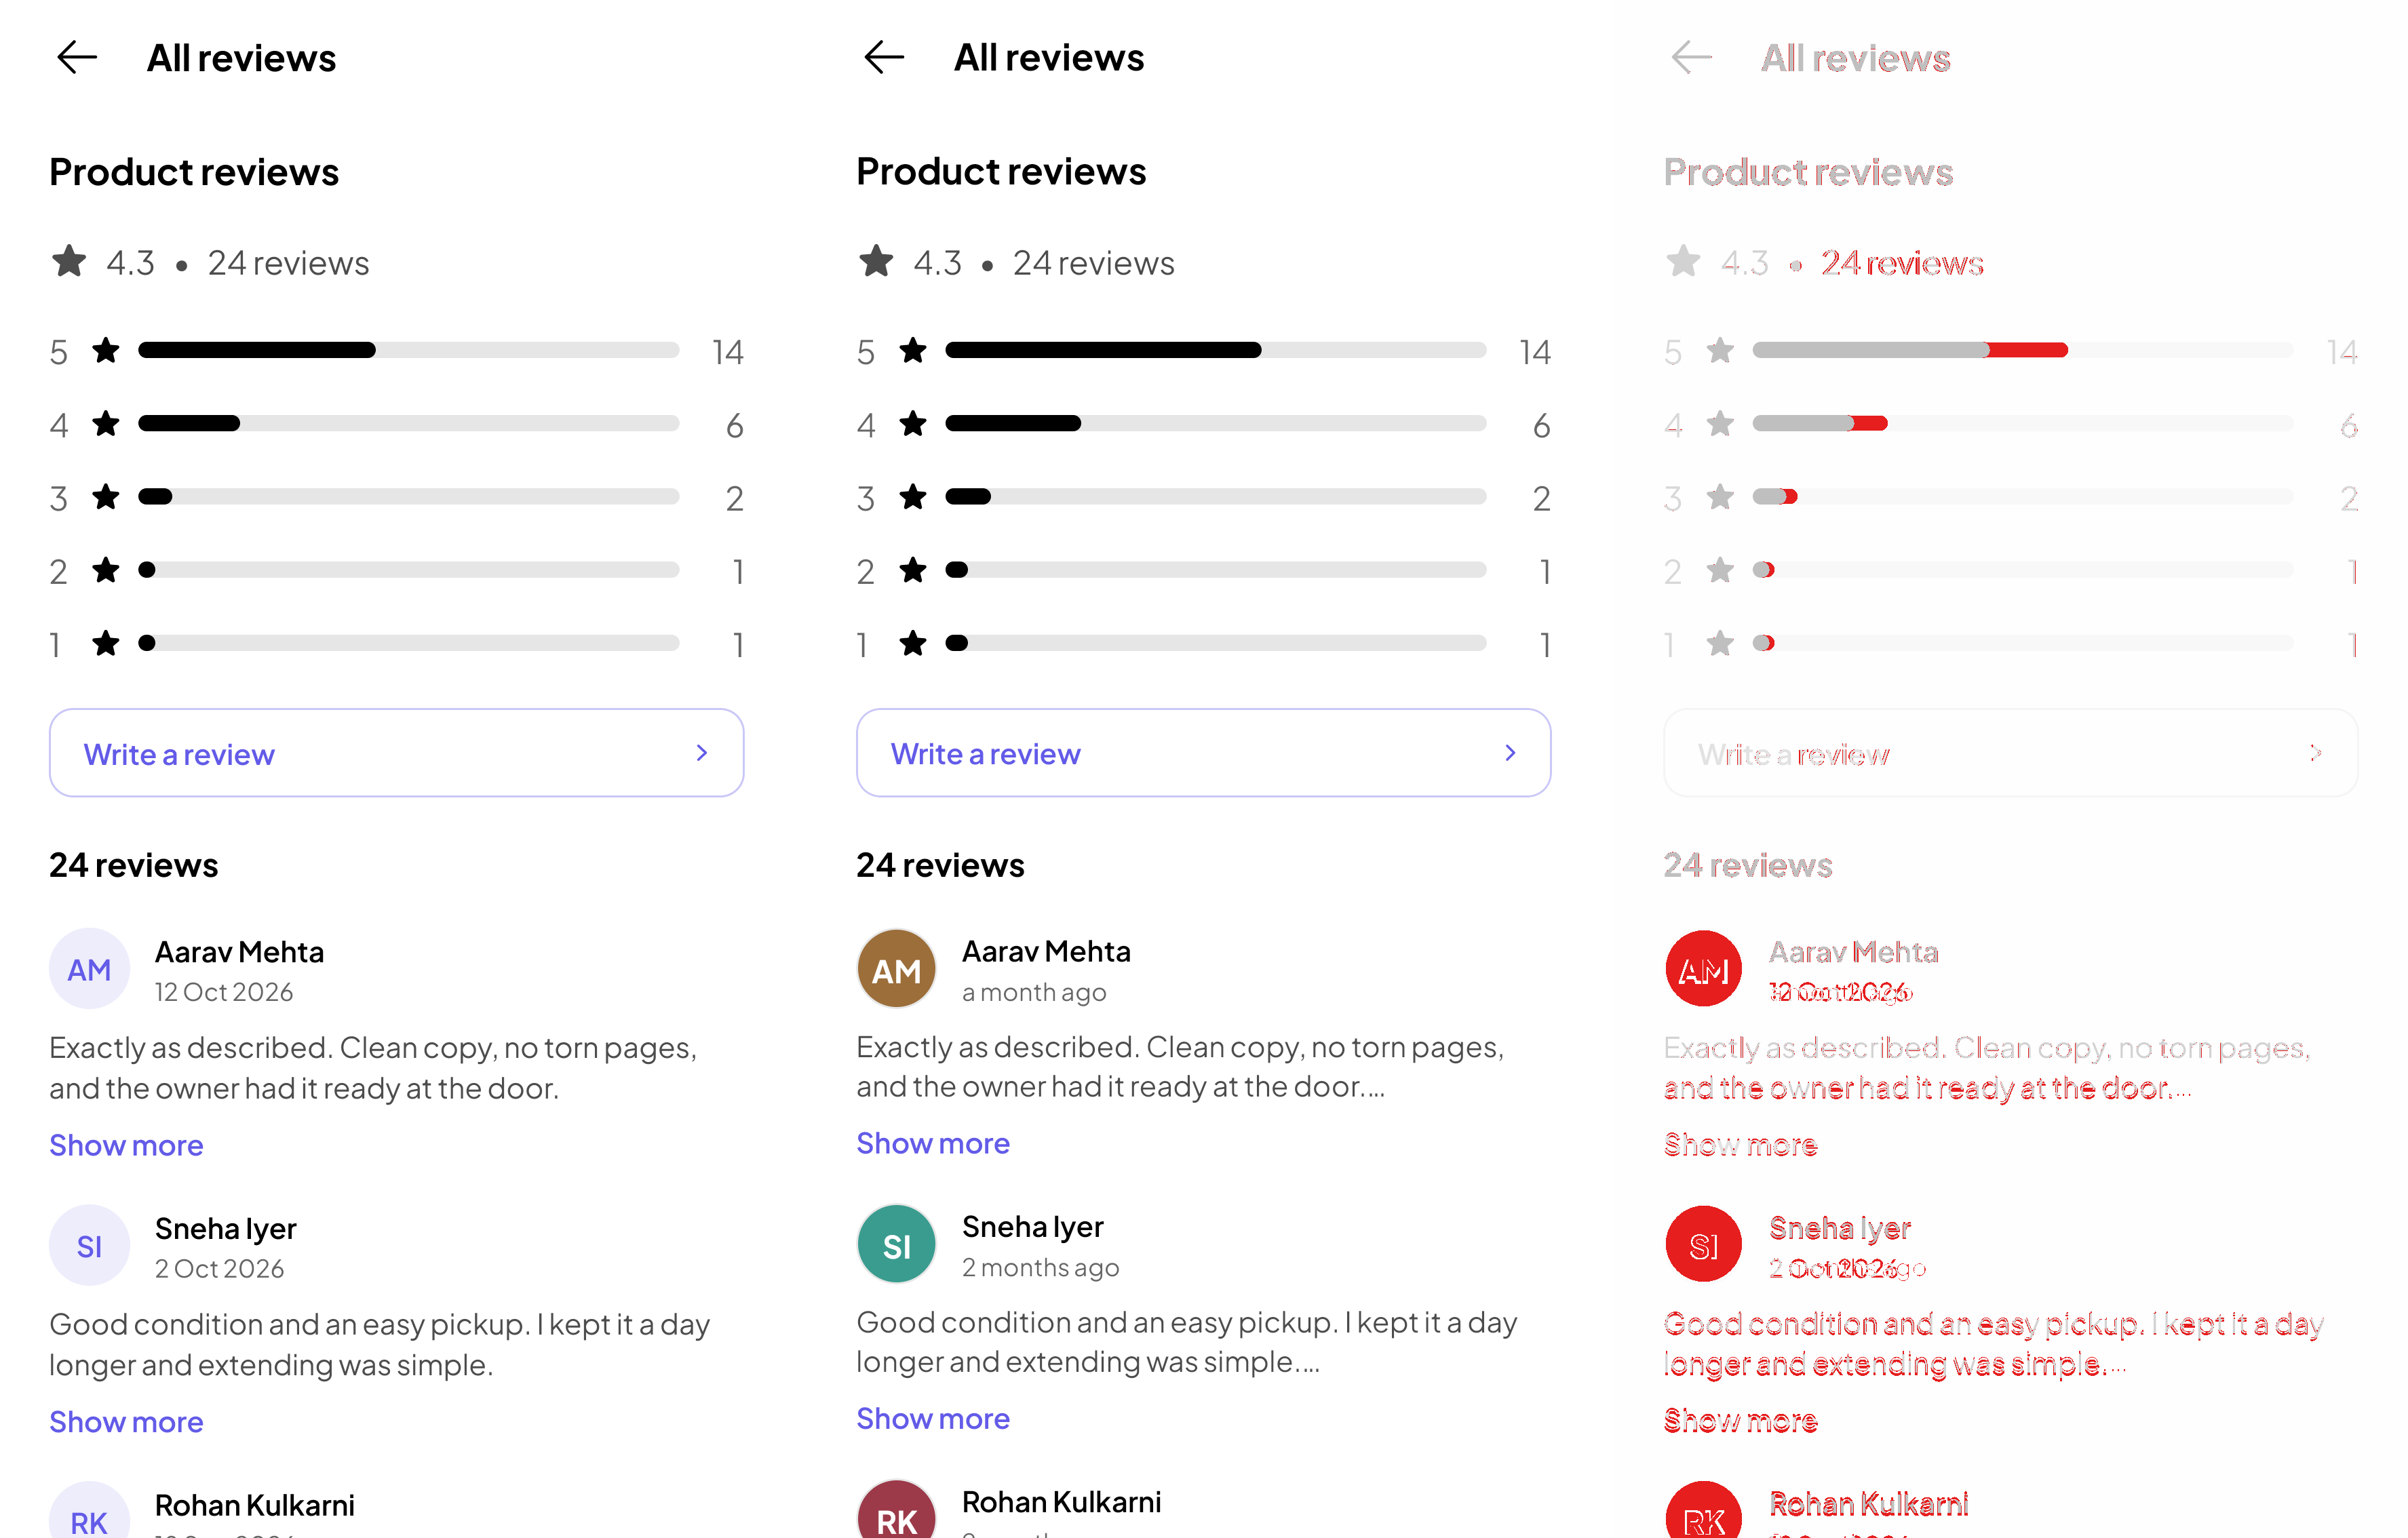 All reviews
Product reviews
4.3 • 24 reviews
5 14
4 6
3 2
2 1
1 1
Write a review
24 reviews
AM Aarav Mehta
12 Oct 2026
Exactly as described. Clean copy, no torn pages,
and the owner had it ready at the door.
Show more
SI Sneha Iyer
2 Oct 2026
Good condition and an easy pickup. I kept it a day
longer and extending was simple.
Show more
RK Rohan Kulkarni
All reviews
Product reviews
4.3 • 24 reviews
5 14
4 6
3 2
2 1
1 1
Write a review
24 reviews
AM Aarav Mehta
a month ago
Exactly as described. Clean copy, no torn pages,
and the owner had it ready at the door....
Show more
SI Sneha Iyer
2 months ago
Good condition and an easy pickup. I kept it a day
longer and extending was simple....
Show more
RK Rohan Kulkarni
All reviews
Product reviews
4.3 • 24 reviews
5 14
4 6
3 2
2 1
1 1
Write a review
24 reviews
AM Aarav Mehta
12 Oct 2026
Exactly as described. Clean copy, no torn pages,
and the owner had it ready at the door....
Show more
SI Sneha Iyer
2 Oct 2026
Good condition and an easy pickup. I kept it a day
longer and extending was simple....
Show more
RK Rohan Kulkarni